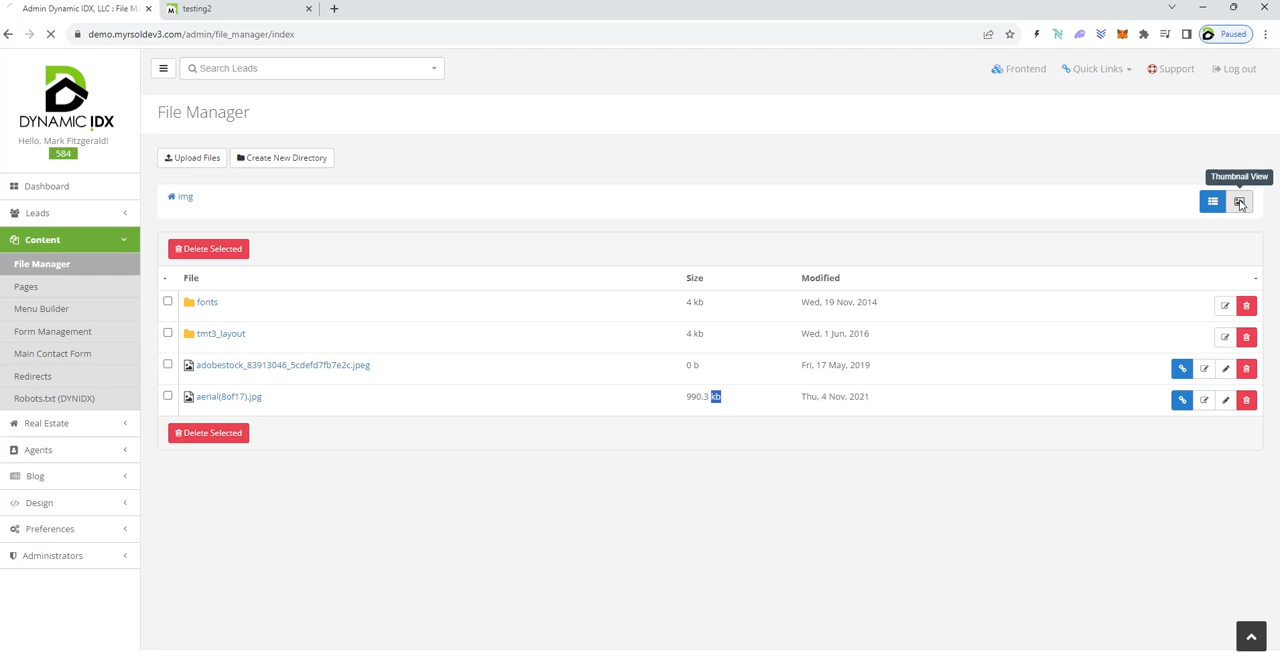 Admin Dynamic IDX, LLC : File M
testing2
demo.myrsoldev3.com/admin/file_manager/index
Paused
DYNAMIC IDX
Hello, Mark Fitzgerald!
584
Search Leads
Frontend
Quick Links
Support
Log out
File Manager
Upload Files
Create New Directory
Thumbnail View
img
Dashboard
Leads
Content
File Manager
Pages
Menu Builder
Form Management
Main Contact Form
Redirects
Robots.txt (DYNIDX)
Real Estate
Agents
Blog
Design
Preferences
Administrators
Delete Selected
- File Size Modified -
fonts 4 kb Wed, 19 Nov, 2014
tmt3_layout 4 kb Wed, 1 Jun, 2016
adobestock_83913046_5cdefd7fb7e2c.jpeg 0 b Fri, 17 May, 2019
aerial(8of17).jpg 990.3 kb Thu, 4 Nov, 2021
Delete Selected